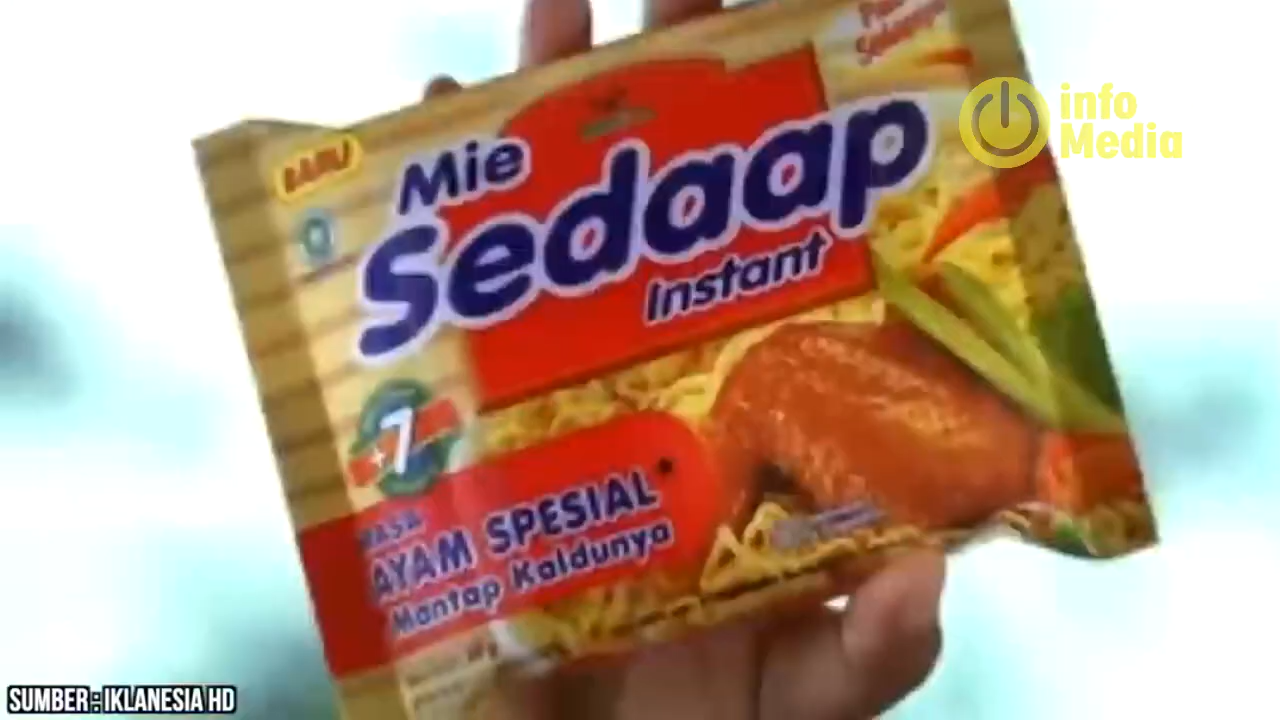 info
Media
BARU
Mie
Sedaap
Instant
+7
RASA
AYAM SPESIAL*
Mantap Kaldunya
SUMBER : IKLANESIA HD